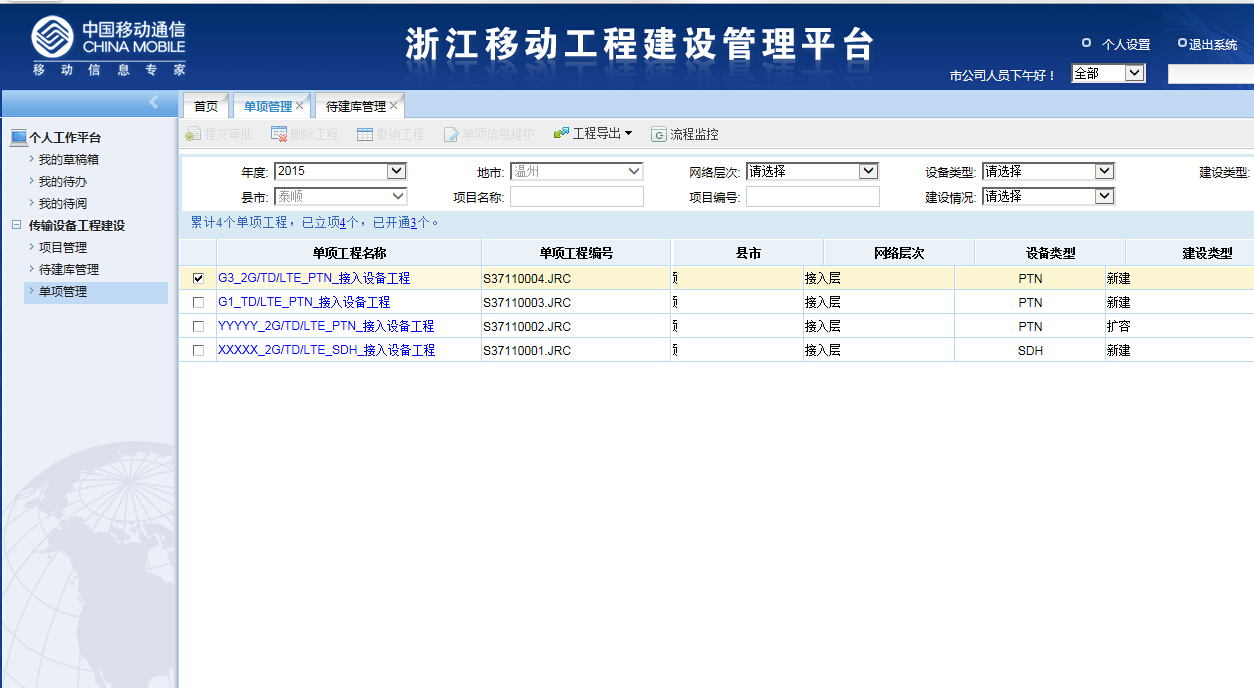 中国移动通信
CHINA MOBILE
移 动 信 息 专 家
浙江移动工程建设管理平台
个人设置 退出系统
市公司人员下午好！ 全部
首页 单项管理 待建库管理
个人工作平台
我的草稿箱
我的待办
我的待阅
传输设备工程建设
项目管理
待建库管理
单项管理
提交审批 删除工程 撤销工程 单项信息维护 工程导出 流程监控
年度: 2015 地市: 温州 网络层次: 请选择 设备类型: 请选择 建设类型:
县市: 泰顺 项目名称: 项目编号: 建设情况: 请选择
累计4个单项工程，已立项4个，已开通3个。
单项工程名称 单项工程编号 县市 网络层次 设备类型 建设类型
G3_2G/TD/LTE_PTN_接入设备工程 S37110004.JRC 接入层 PTN 新建
G1_TD/LTE_PTN_接入设备工程 S37110003.JRC 接入层 PTN 新建
YYYYY_2G/TD/LTE_PTN_接入设备工程 S37110002.JRC 接入层 PTN 扩容
XXXXX_2G/TD/LTE_SDH_接入设备工程 S37110001.JRC 接入层 SDH 新建